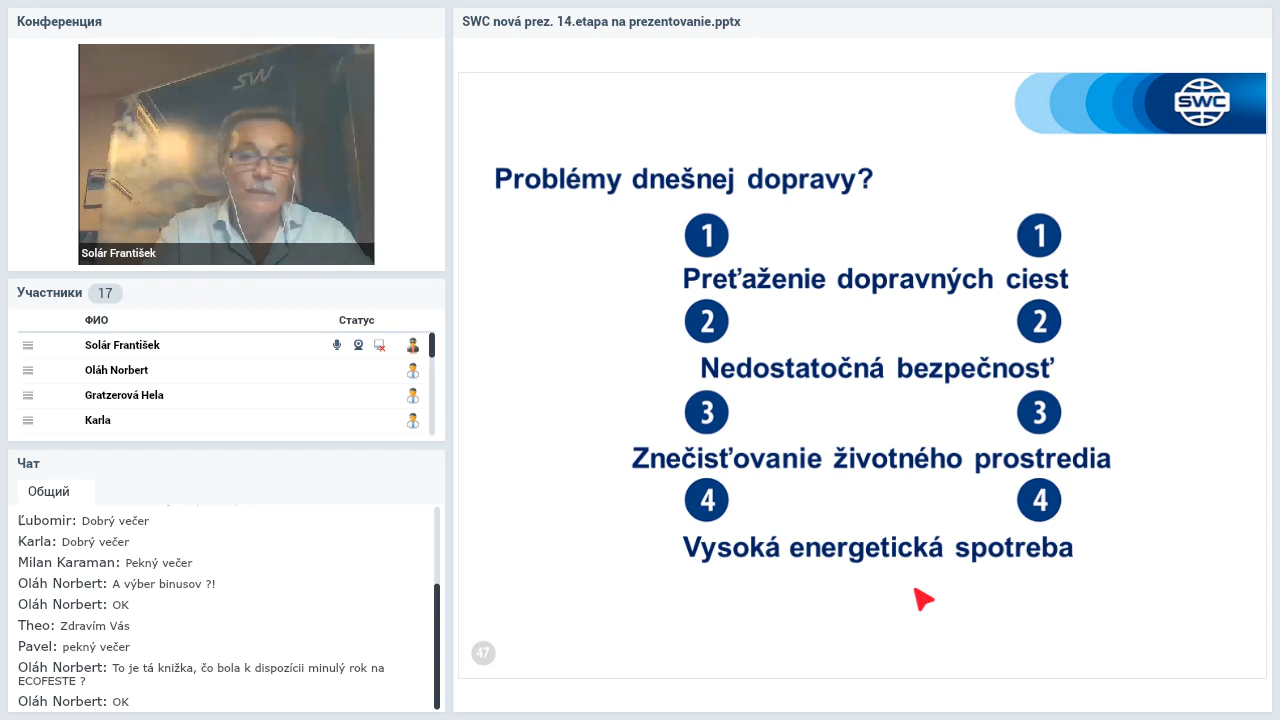 Конференция
SW
Solár František
Участники 17
ФИО Статус
Solár František
Oláh Norbert
Gratzerová Hela
Karla
Чат
Общий
Ľubomir: Dobrý večer
Karla: Dobrý večer
Milan Karaman: Pekný večer
Oláh Norbert: A výber binusov ?!
Oláh Norbert: OK
Theo: Zdravím Vás
Pavel: pekný večer
Oláh Norbert: To je tá knižka, čo bola k dispozícii minulý rok na
ECOFESTE ?
Oláh Norbert: OK
SWC nová prez. 14.etapa na prezentovanie.pptx
SWC
Problémy dnešnej dopravy?
1 1
Preťaženie dopravných ciest
2 2
Nedostatočná bezpečnosť
3 3
Znečisťovanie životného prostredia
4 4
Vysoká energetická spotreba
47